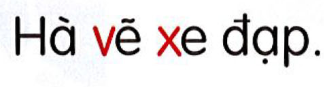 Hà vẽ xe đạp.